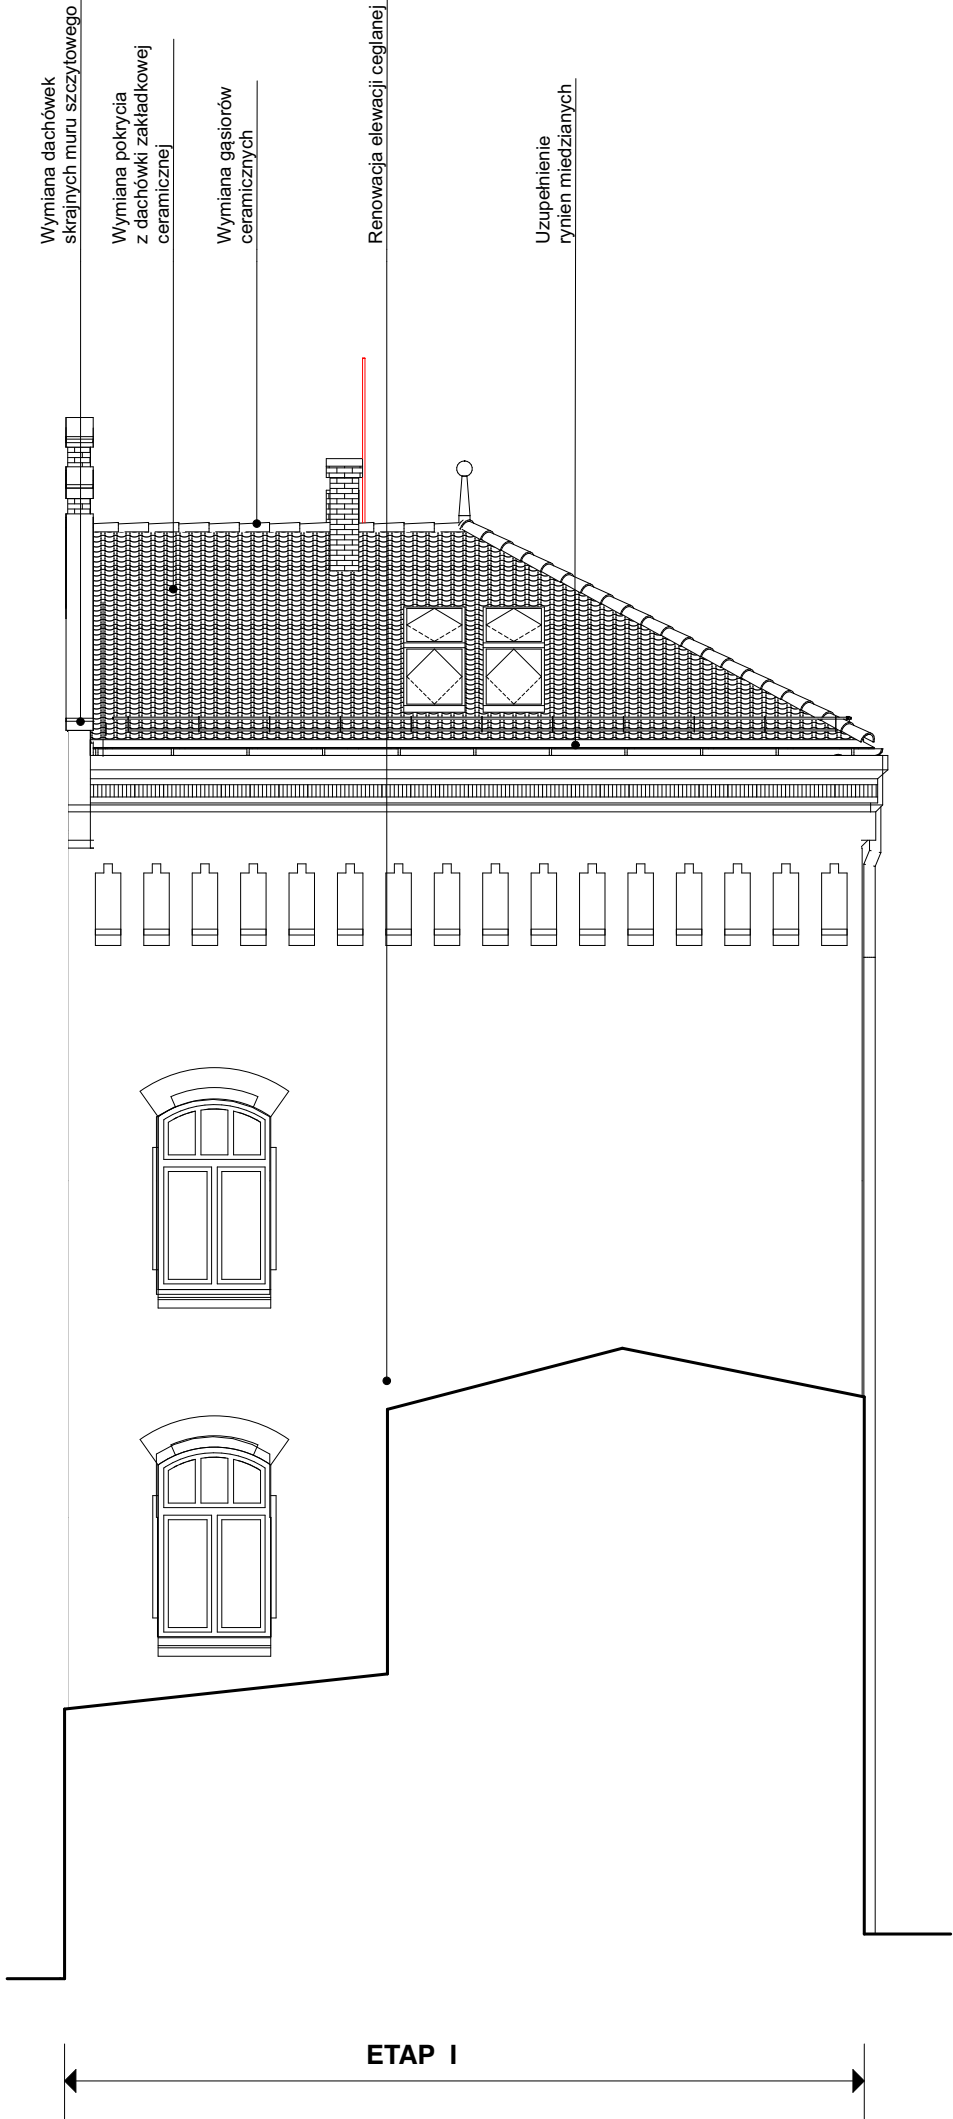 Wymiana dachówek
skrajnych muru szczytowego
Wymiana pokrycia
z dachówki zakładkowej
ceramicznej
Wymiana gąsiorów
ceramicznych
Renowacja elewacji ceglanej
Uzupełnienie
rynien miedzianych
ETAP I